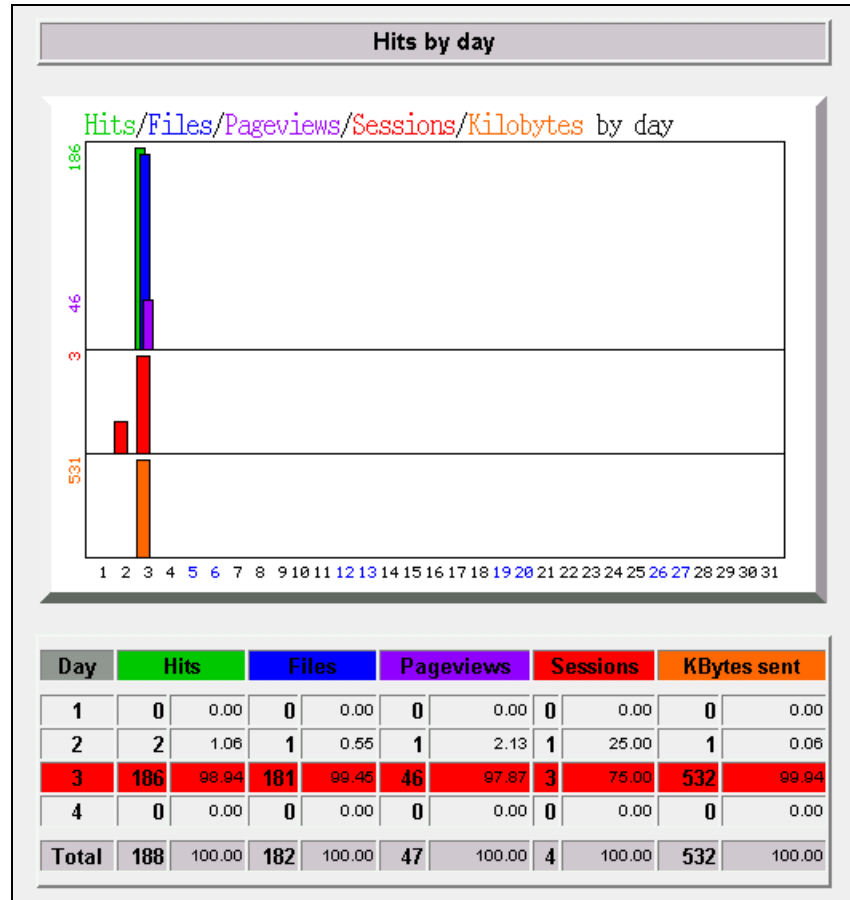 Hits by day
Hits/Files/Pageviews/Sessions/Kilobytes by day
186
46
3
531
1 2 3 4 5 6 7 8 9 10 11 12 13 14 15 16 17 18 19 20 21 22 23 24 25 26 27 28 29 30 31
Day Hits Files Pageviews Sessions KBytes sent
1 0 0.00 0 0.00 0 0.00 0 0.00 0 0.00
2 2 1.06 1 0.55 1 2.13 1 25.00 1 0.06
3 186 98.94 181 99.45 46 97.87 3 75.00 532 99.94
4 0 0.00 0 0.00 0 0.00 0 0.00 0 0.00
Total 188 100.00 182 100.00 47 100.00 4 100.00 532 100.00